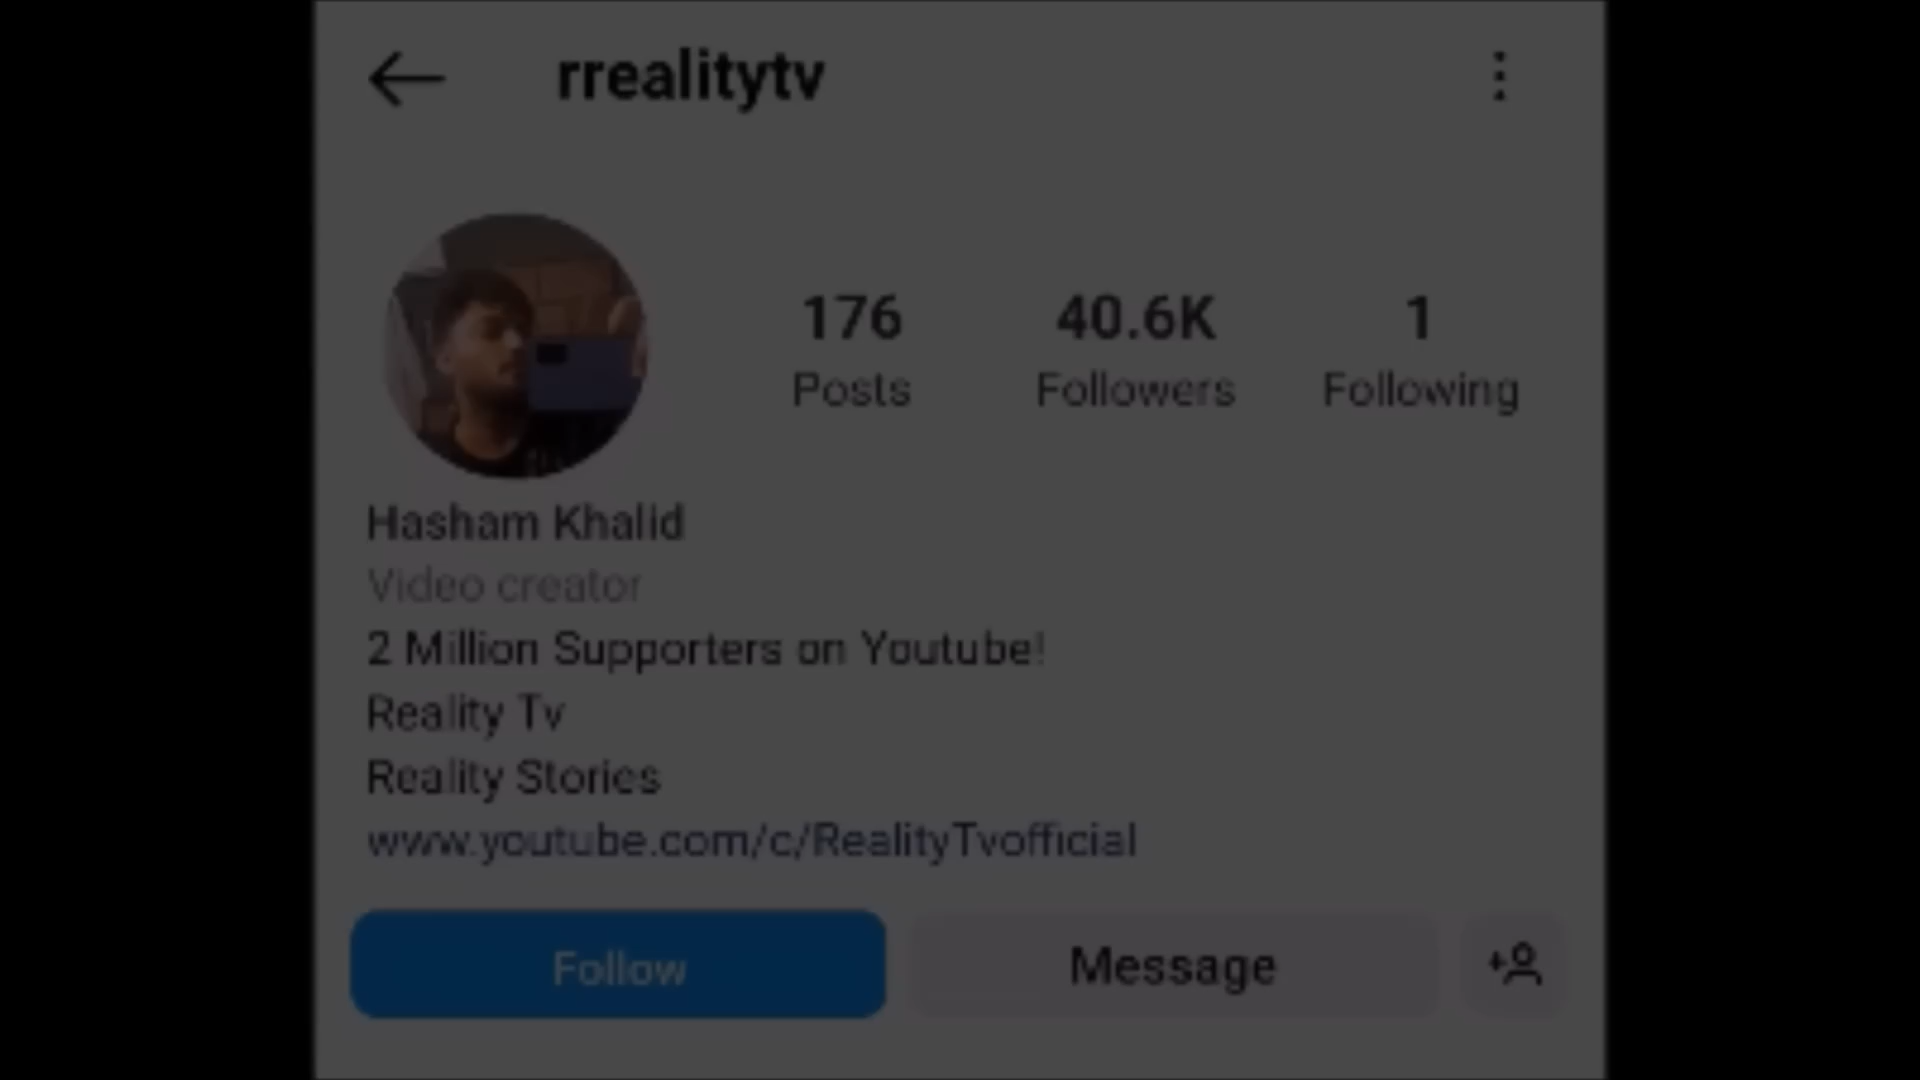 rrealitytv
176 40.6K 1
Posts Followers Following
Hasham Khalid
Video creator
2 Million Supporters on Youtube!
Reality Tv
Reality Stories
www.youtube.com/c/RealityTvofficial
Follow Message